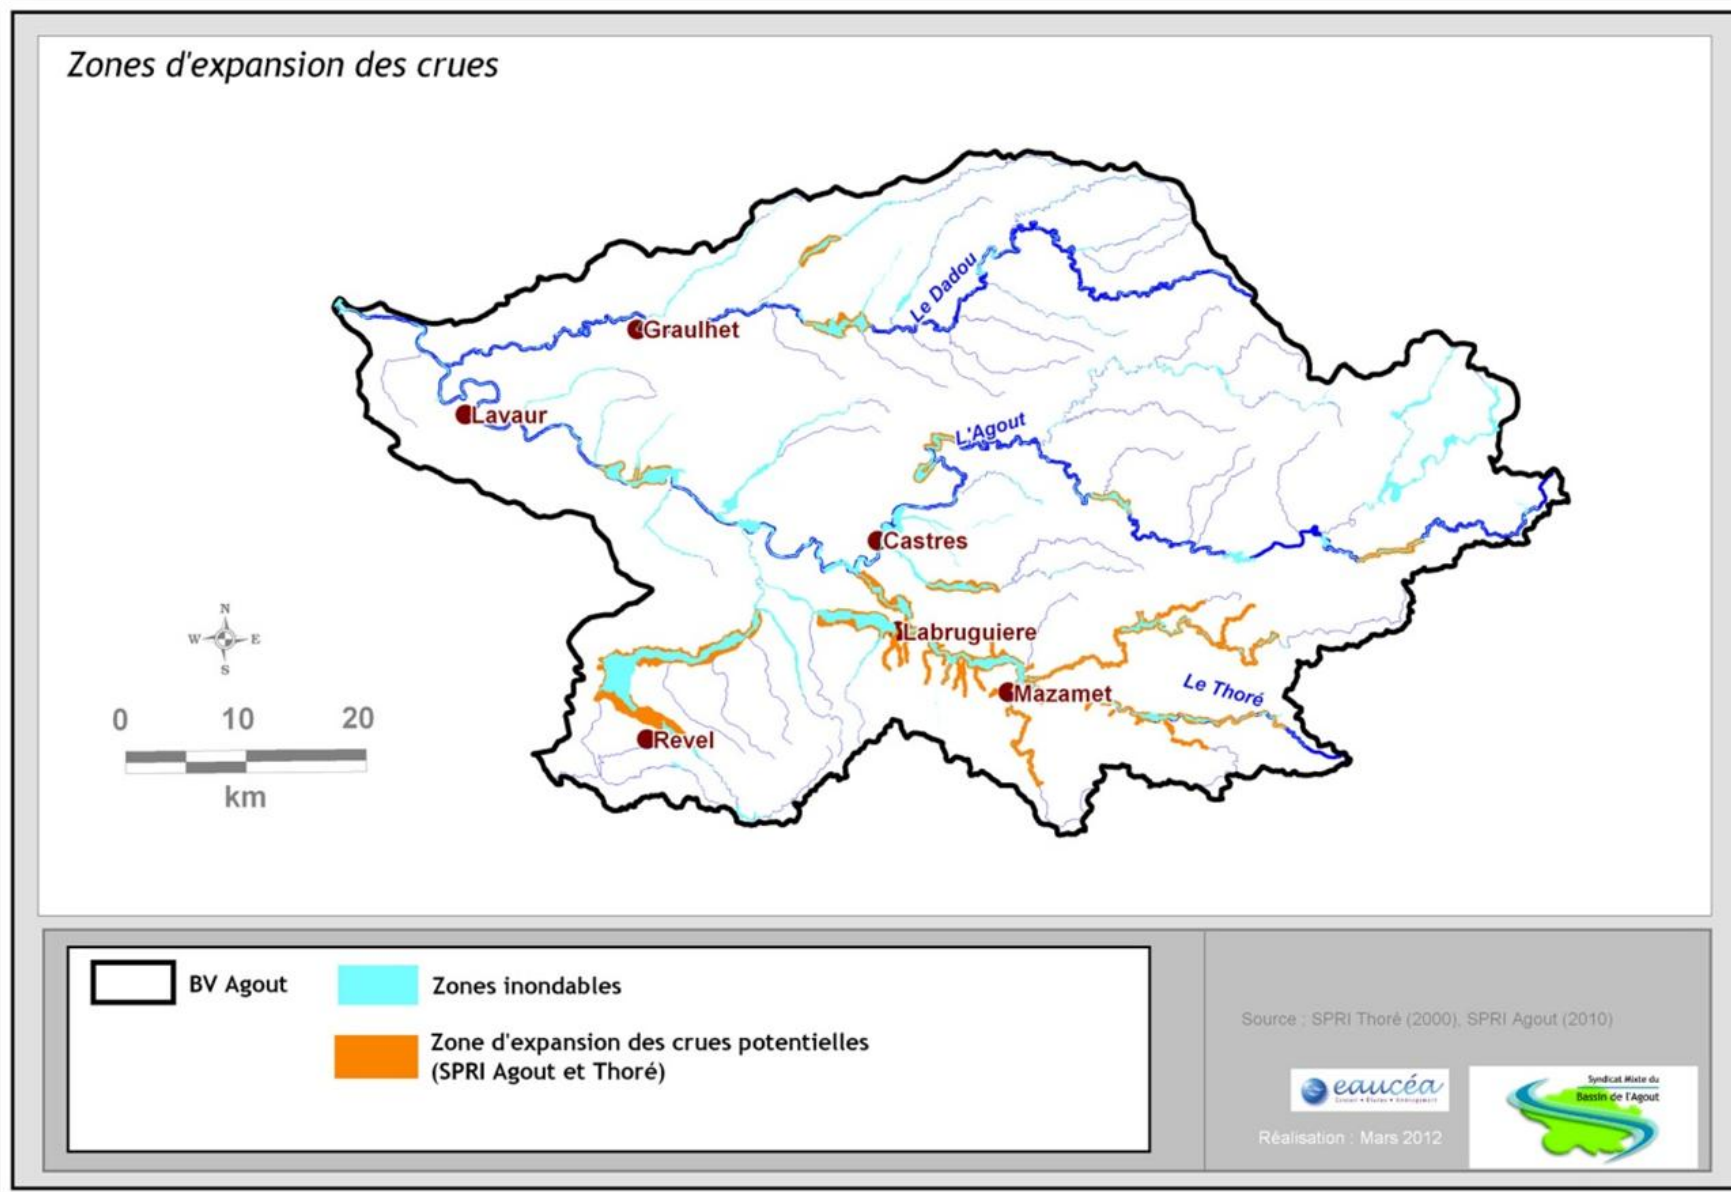 Zones d'expansion des crues
Le Dadou
Graulhet
Lavaur
L'Agout
Castres
N
W
E
S
Labruguiere
Mazamet
Le Thoré
Revel
0 10 20
km
BV Agout
Zones inondables
Zone d'expansion des crues potentielles
(SPRI Agout et Thoré)
Source : SPRI Thoré (2000), SPRI Agout (2010)
eaucéa
Réalisation : Mars 2012
Syndicat Mixte du
Bassin de l'Agout